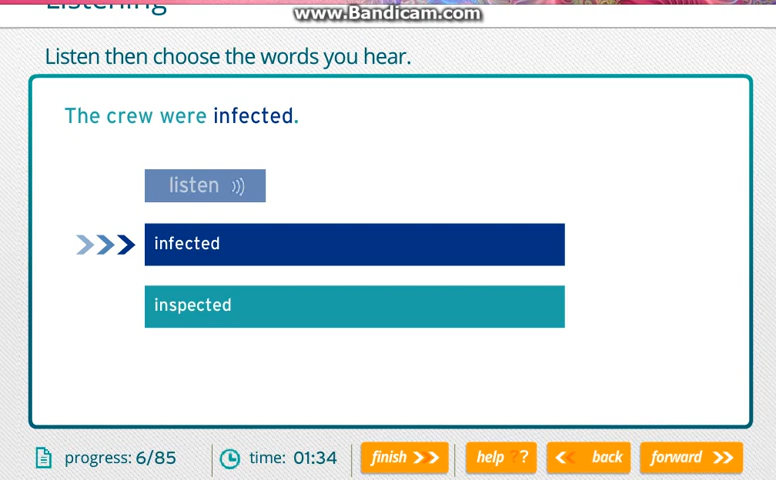 Listening
www.Bandicam.com
Listen then choose the words you hear.
The crew were infected.
listen
infected
inspected
progress: 6/85 time: 01:34 finish >> help ?? << back forward >>